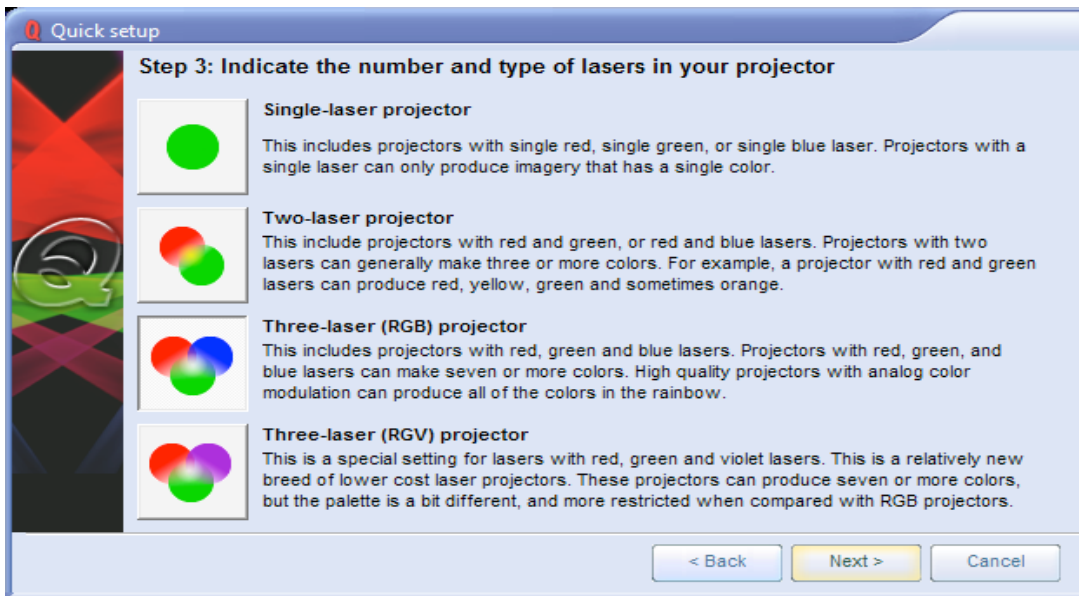 Quick setup
Step 3: Indicate the number and type of lasers in your projector
Single-laser projector
This includes projectors with single red, single green, or single blue laser. Projectors with a
single laser can only produce imagery that has a single color.
Two-laser projector
This include projectors with red and green, or red and blue lasers. Projectors with two
lasers can generally make three or more colors. For example, a projector with red and green
lasers can produce red, yellow, green and sometimes orange.
Three-laser (RGB) projector
This includes projectors with red, green and blue lasers. Projectors with red, green, and
blue lasers can make seven or more colors. High quality projectors with analog color
modulation can produce all of the colors in the rainbow.
Three-laser (RGV) projector
This is a special setting for lasers with red, green and violet lasers. This is a relatively new
breed of lower cost laser projectors. These projectors can produce seven or more colors,
but the palette is a bit different, and more restricted when compared with RGB projectors.
< Back
Next >
Cancel